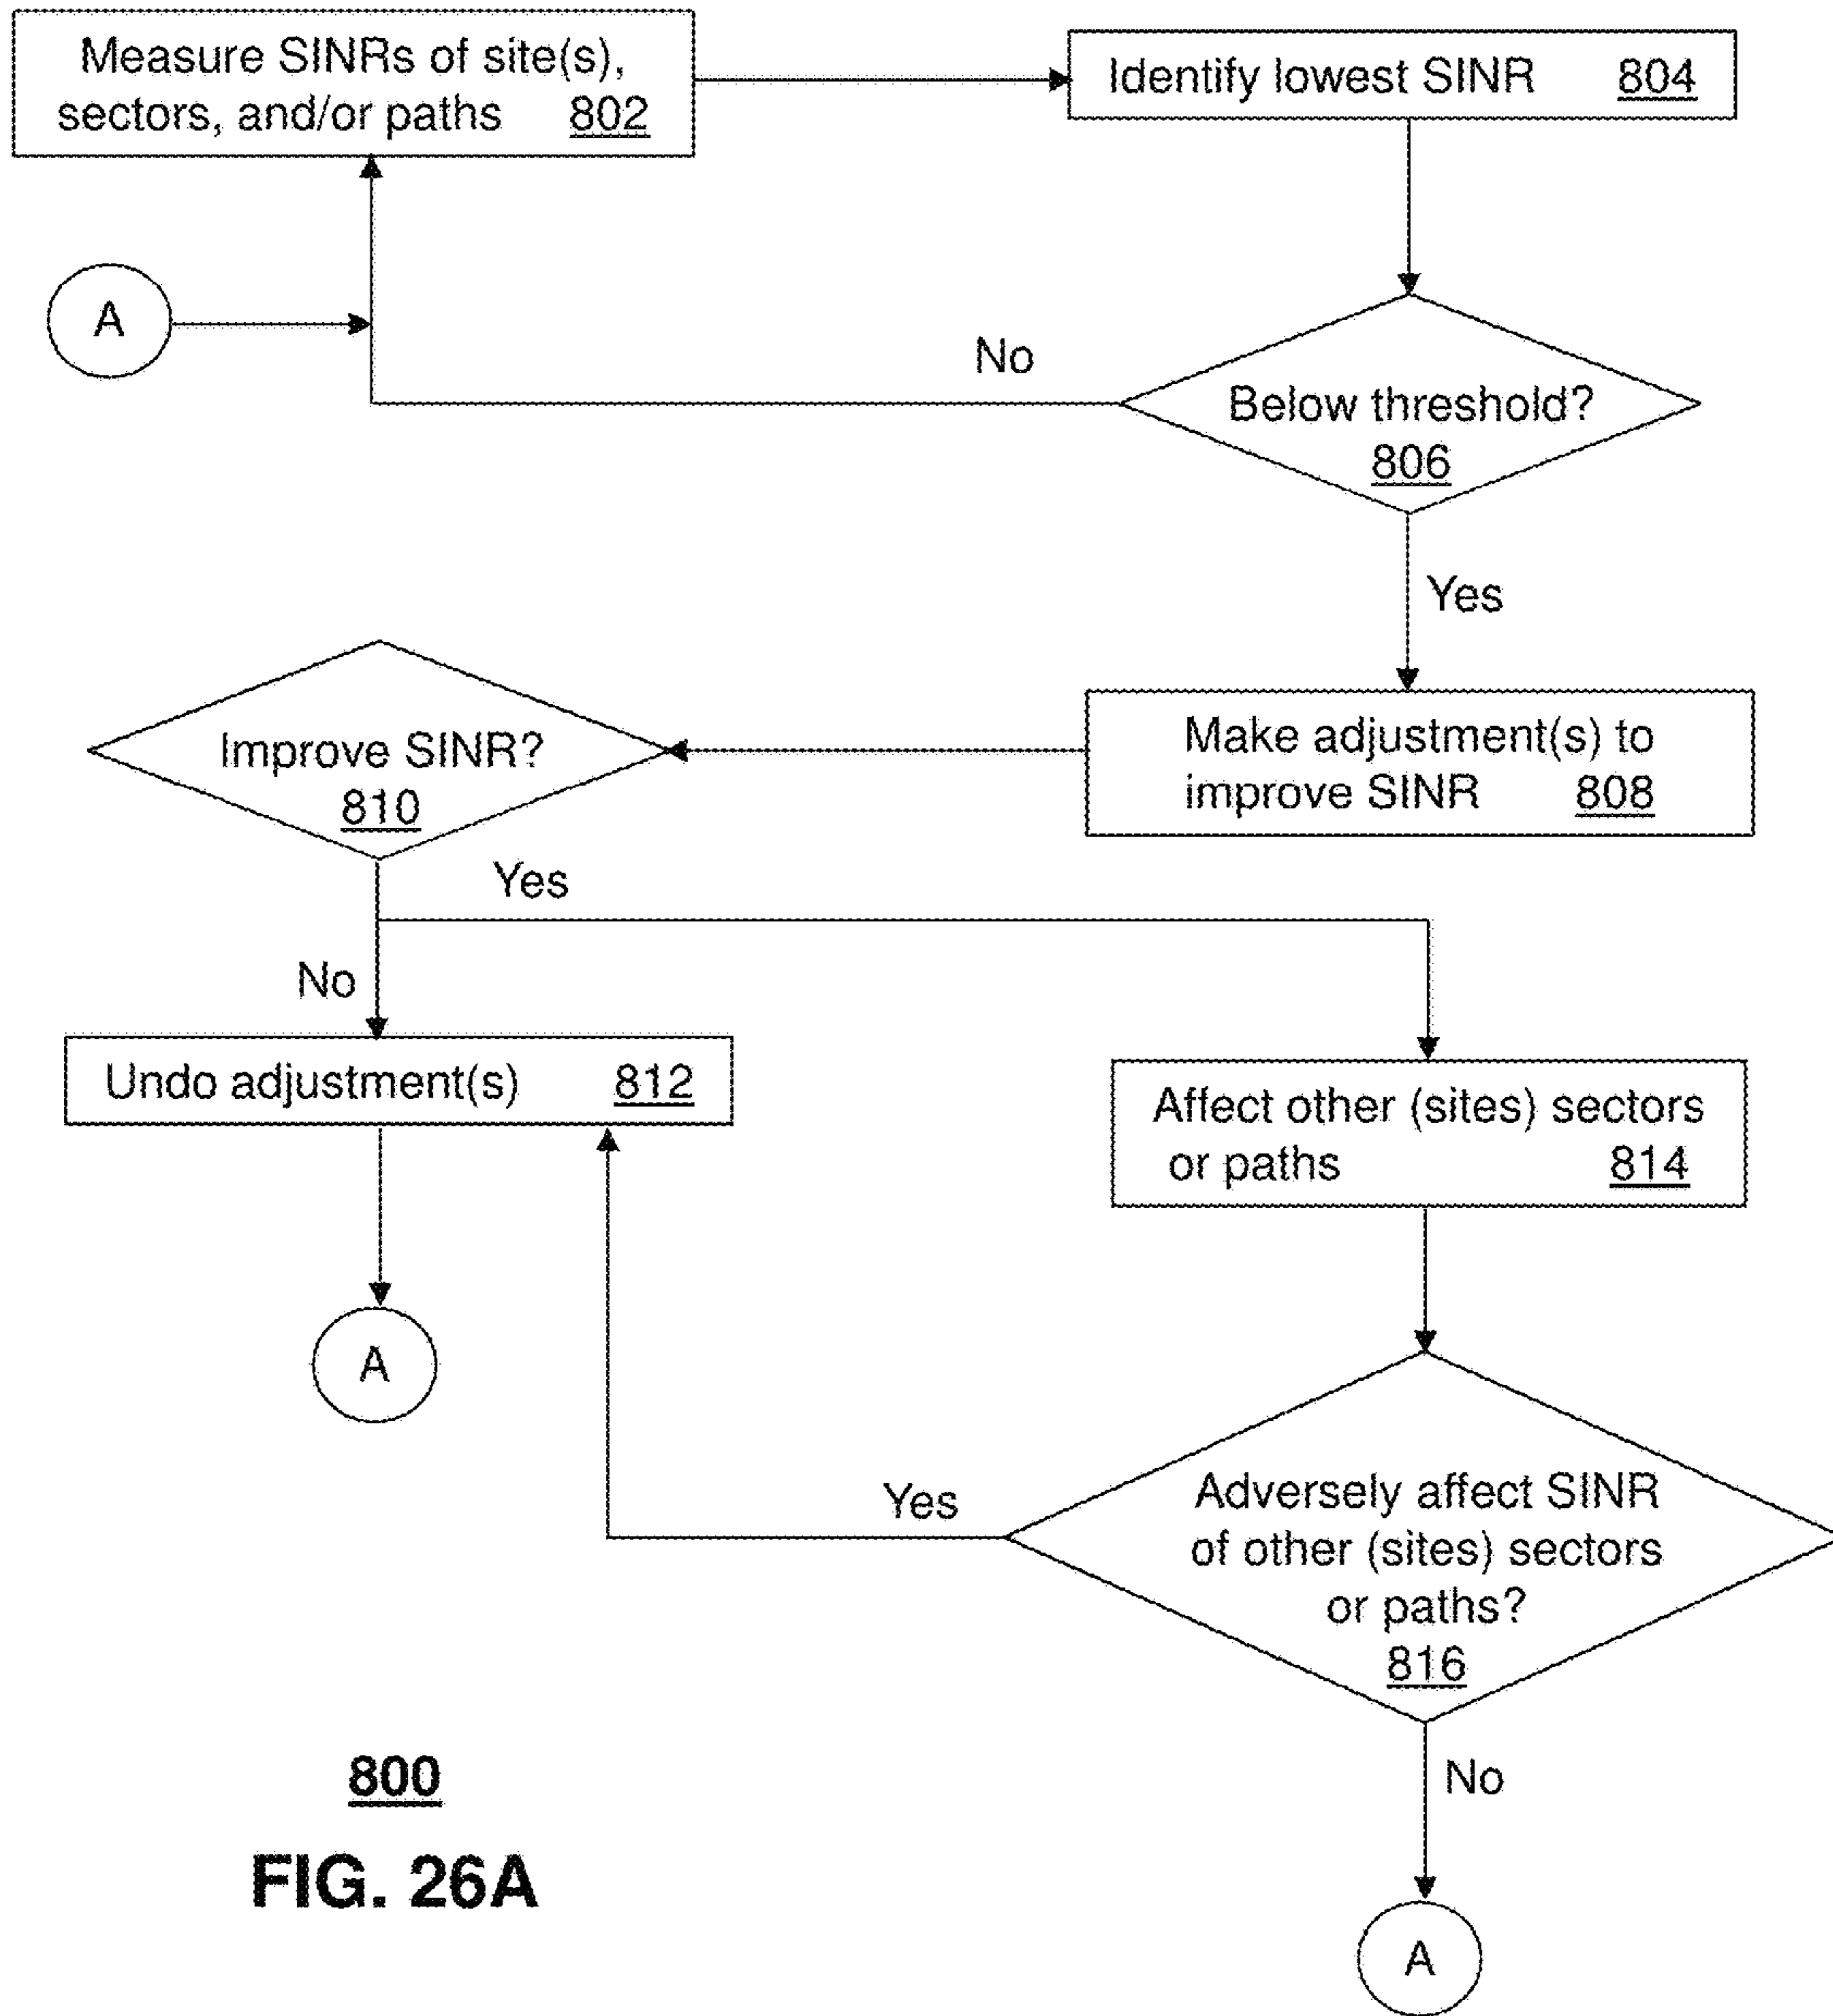 Measure SINRs of site(s),
sectors, and/or paths 802
Identify lowest SINR 804
A
No
Below threshold?
806
Yes
Improve SINR?
810
Make adjustment(s) to
improve SINR 808
Yes
No
Undo adjustment(s) 812
Affect other (sites) sectors
or paths 814
A
Yes
Adversely affect SINR
of other (sites) sectors
or paths?
816
No
800
FIG. 26A
A